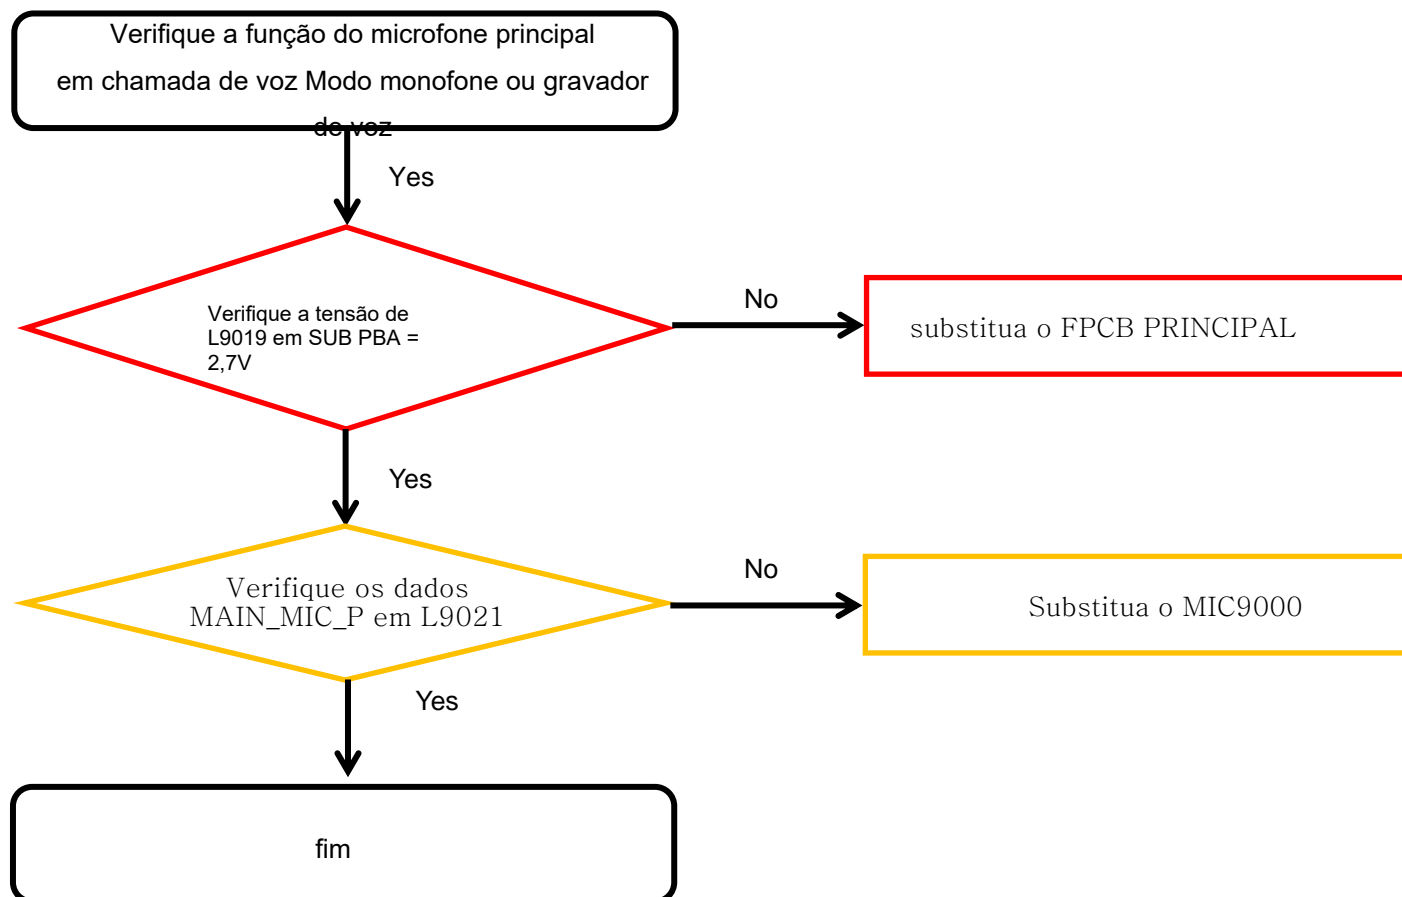 Verifique a função do microfone principal
em chamada de voz Modo monofone ou gravador
de voz
Yes
Verifique a tensão de
L9019 em SUB PBA =
2,7V
No
substitua o FPCB PRINCIPAL
Yes
Verifique os dados
MAIN_MIC_P em L9021
No
Substitua o MIC9000
Yes
fim